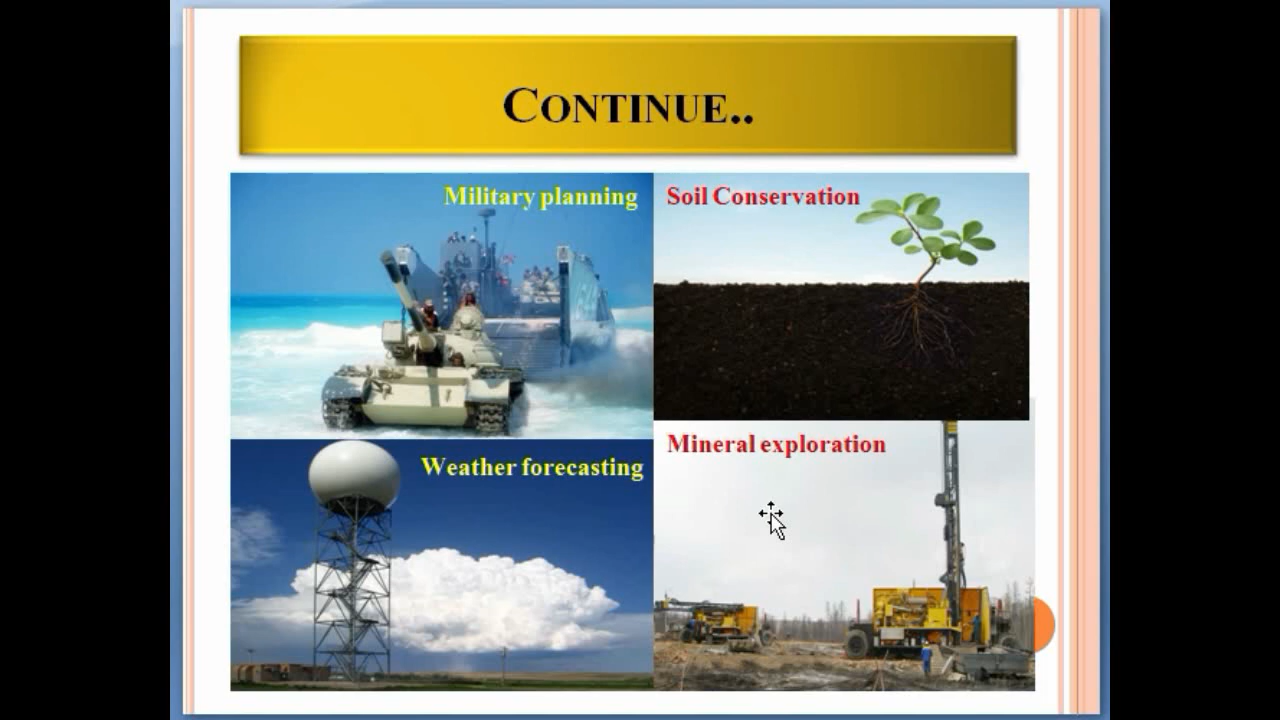 CONTINUE..
Military planning
Soil Conservation
Weather forecasting
Mineral exploration